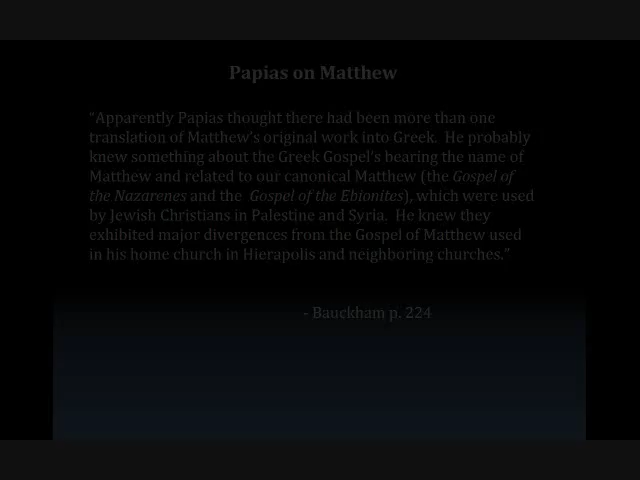 Papias on Matthew
“Apparently Papias thought there had been more than one
translation of Matthew’s original work into Greek.  He probably
knew something about the Greek Gospel’s bearing the name of
Matthew and related to our canonical Matthew (the Gospel of
the Nazarenes and the  Gospel of the Ebionites), which were used
by Jewish Christians in Palestine and Syria.  He knew they
exhibited major divergences from the Gospel of Matthew used
in his home church in Hierapolis and neighboring churches.”
- Bauckham p. 224